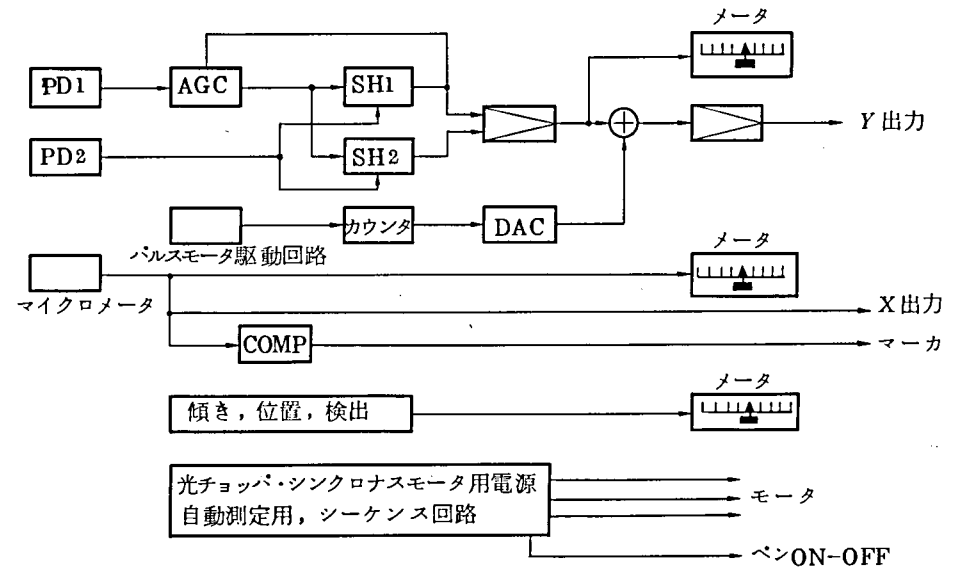 メータ
PD1
AGC
SH1
PD2
SH2
Y出力
カウンタ
DAC
パルスモータ駆動回路
メータ
マイクロメータ
X出力
COMP
マーカ
メータ
傾き，位置，検出
光チョッパ・シンクロナスモータ用電源
自動測定用，シーケンス回路
モータ
ペンON-OFF